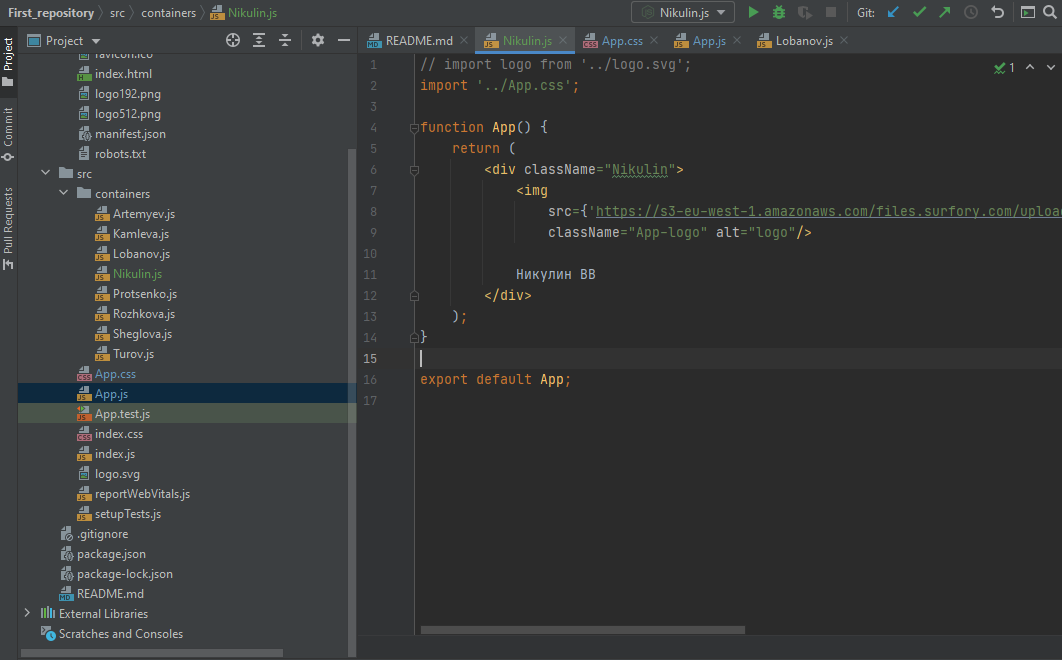 First_repository src containers Nikulin.js Nikulin.js Git:
Project
README.md Nikulin.js App.css App.js Lobanov.js
Project
Commit
Pull Requests
favicon.ico
index.html
logo192.png
logo512.png
manifest.json
robots.txt
src
containers
Artemyev.js
Kamleva.js
Lobanov.js
Nikulin.js
Protsenko.js
Rozhkova.js
Sheglova.js
Turov.js
App.css
App.js
App.test.js
index.css
index.js
logo.svg
reportWebVitals.js
setupTests.js
.gitignore
package.json
package-lock.json
README.md
External Libraries
Scratches and Consoles
1 // import logo from '../logo.svg'; 1
2 import '../App.css';
3
4 function App() {
5 return (
6 <div className="Nikulin">
7 <img
8 src={'https://s3-eu-west-1.amazonaws.com/files.surfory.com/uploa
9 className="App-logo" alt="logo"/>
10
11 Никулин ВВ
12 </div>
13 );
14 }
15
16 export default App;
17